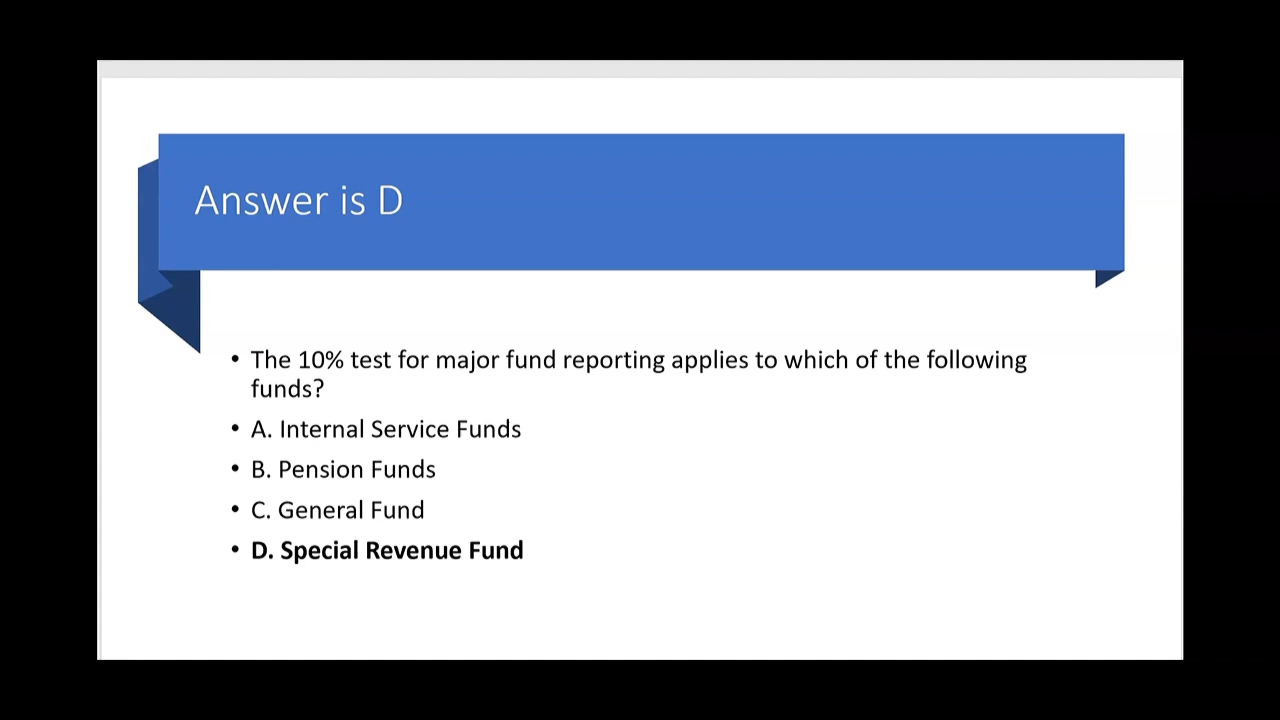 Answer is D
• The 10% test for major fund reporting applies to which of the following
funds?
• A. Internal Service Funds
• B. Pension Funds
• C. General Fund
• D. Special Revenue Fund